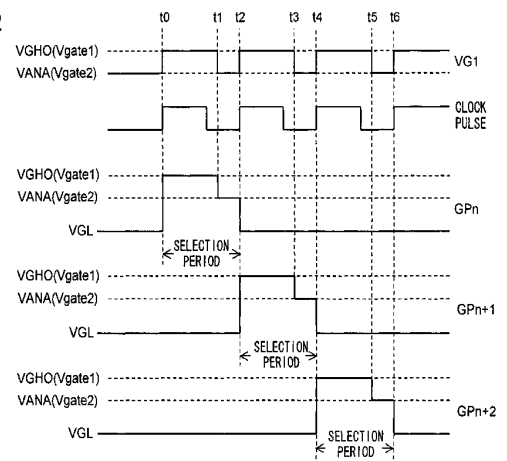 2
t0 t1 t2 t3 t4 t5 t6
VGHO(Vgate1)
VANA(Vgate2)
VG1
CLOCK
PULSE
VGHO(Vgate1)
VANA(Vgate2)
GPn
VGL
SELECTION
PERIOD
VGHO(Vgate1)
VANA(Vgate2)
GPn+1
VGL
SELECTION
PERIOD
VGHO(Vgate1)
VANA(Vgate2)
GPn+2
VGL
SELECTION
PERIOD